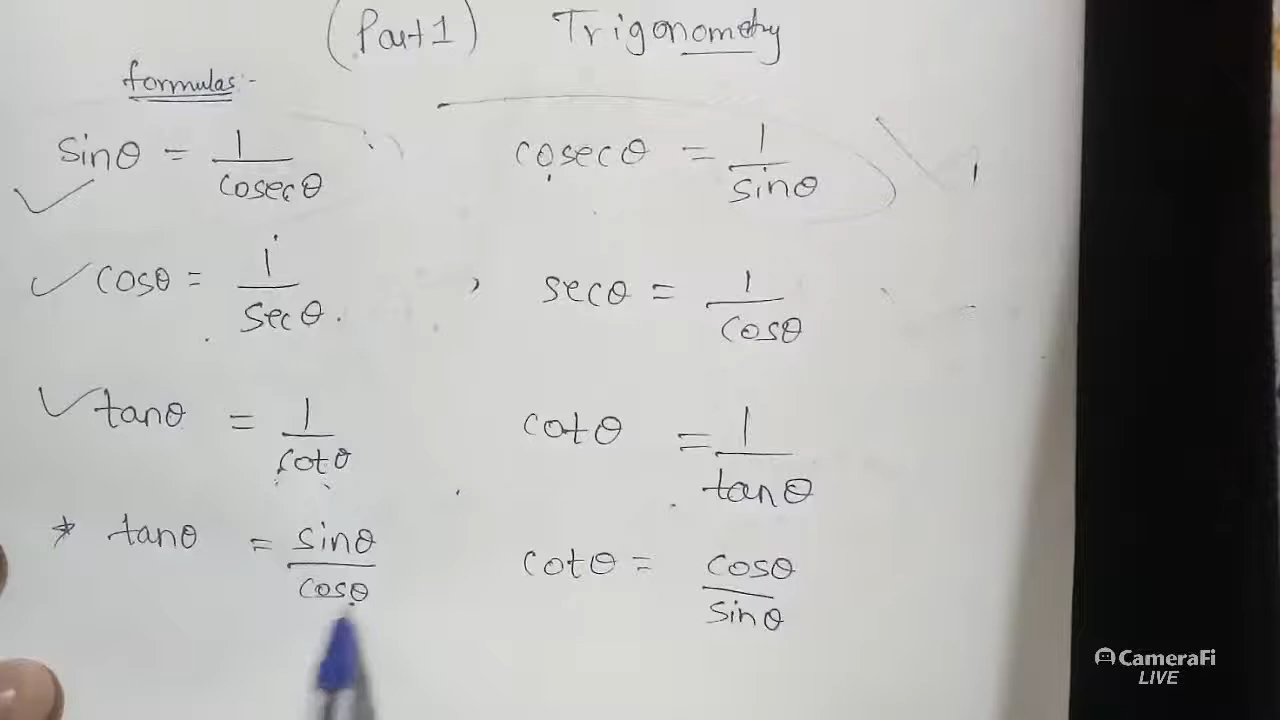 (Part 1) Trigonometry
formulas:-
sinθ = 1/cosecθ cosecθ = 1/sinθ
cosθ = 1/secθ. , secθ = 1/cosθ
tanθ = 1/cotθ cotθ = 1/tanθ
* tanθ = sinθ/cosθ cotθ = cosθ/sinθ
CameraFi
LIVE